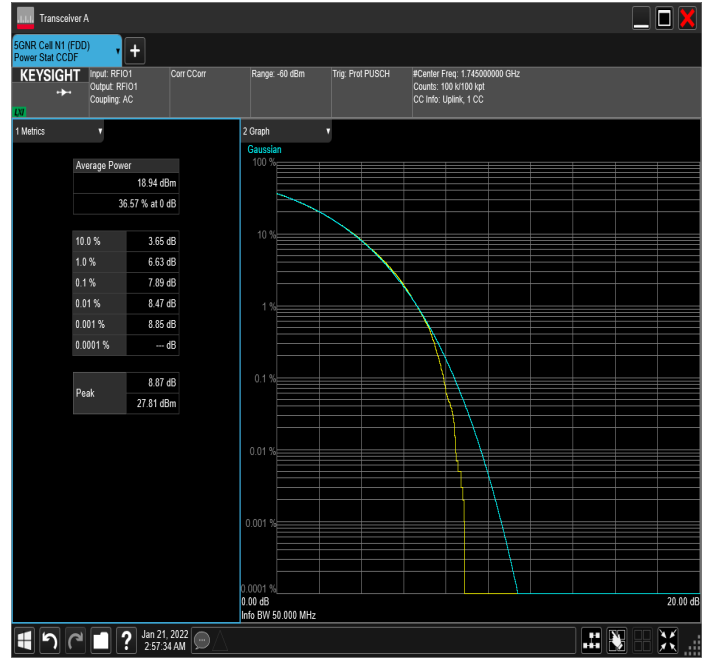 Transceiver A
5GNR Cell N1 (FDD)
Power Stat CCDF
+
KEYSIGHT
Input: RFIO1
Output: RFIO1
Coupling: AC
Corr CCorr
Range: -60 dBm
Trig: Prot PUSCH
#Center Freq: 1.745000000 GHz
Counts: 100 k/100 kpt
CC Info: Uplink, 1 CC
1 Metrics
Average Power
18.94 dBm
36.57 % at 0 dB
10.0 % 3.65 dB
1.0 % 6.63 dB
0.1 % 7.89 dB
0.01 % 8.47 dB
0.001 % 8.85 dB
0.0001 % --- dB
Peak
8.87 dB
27.81 dBm
2 Graph
Gaussian
100 %
10 %
1 %
0.1 %
0.01 %
0.001 %
0.0001 %
0.00 dB
20.00 dB
Info BW 50.000 MHz
?
Jan 21, 2022
2:57:34 AM